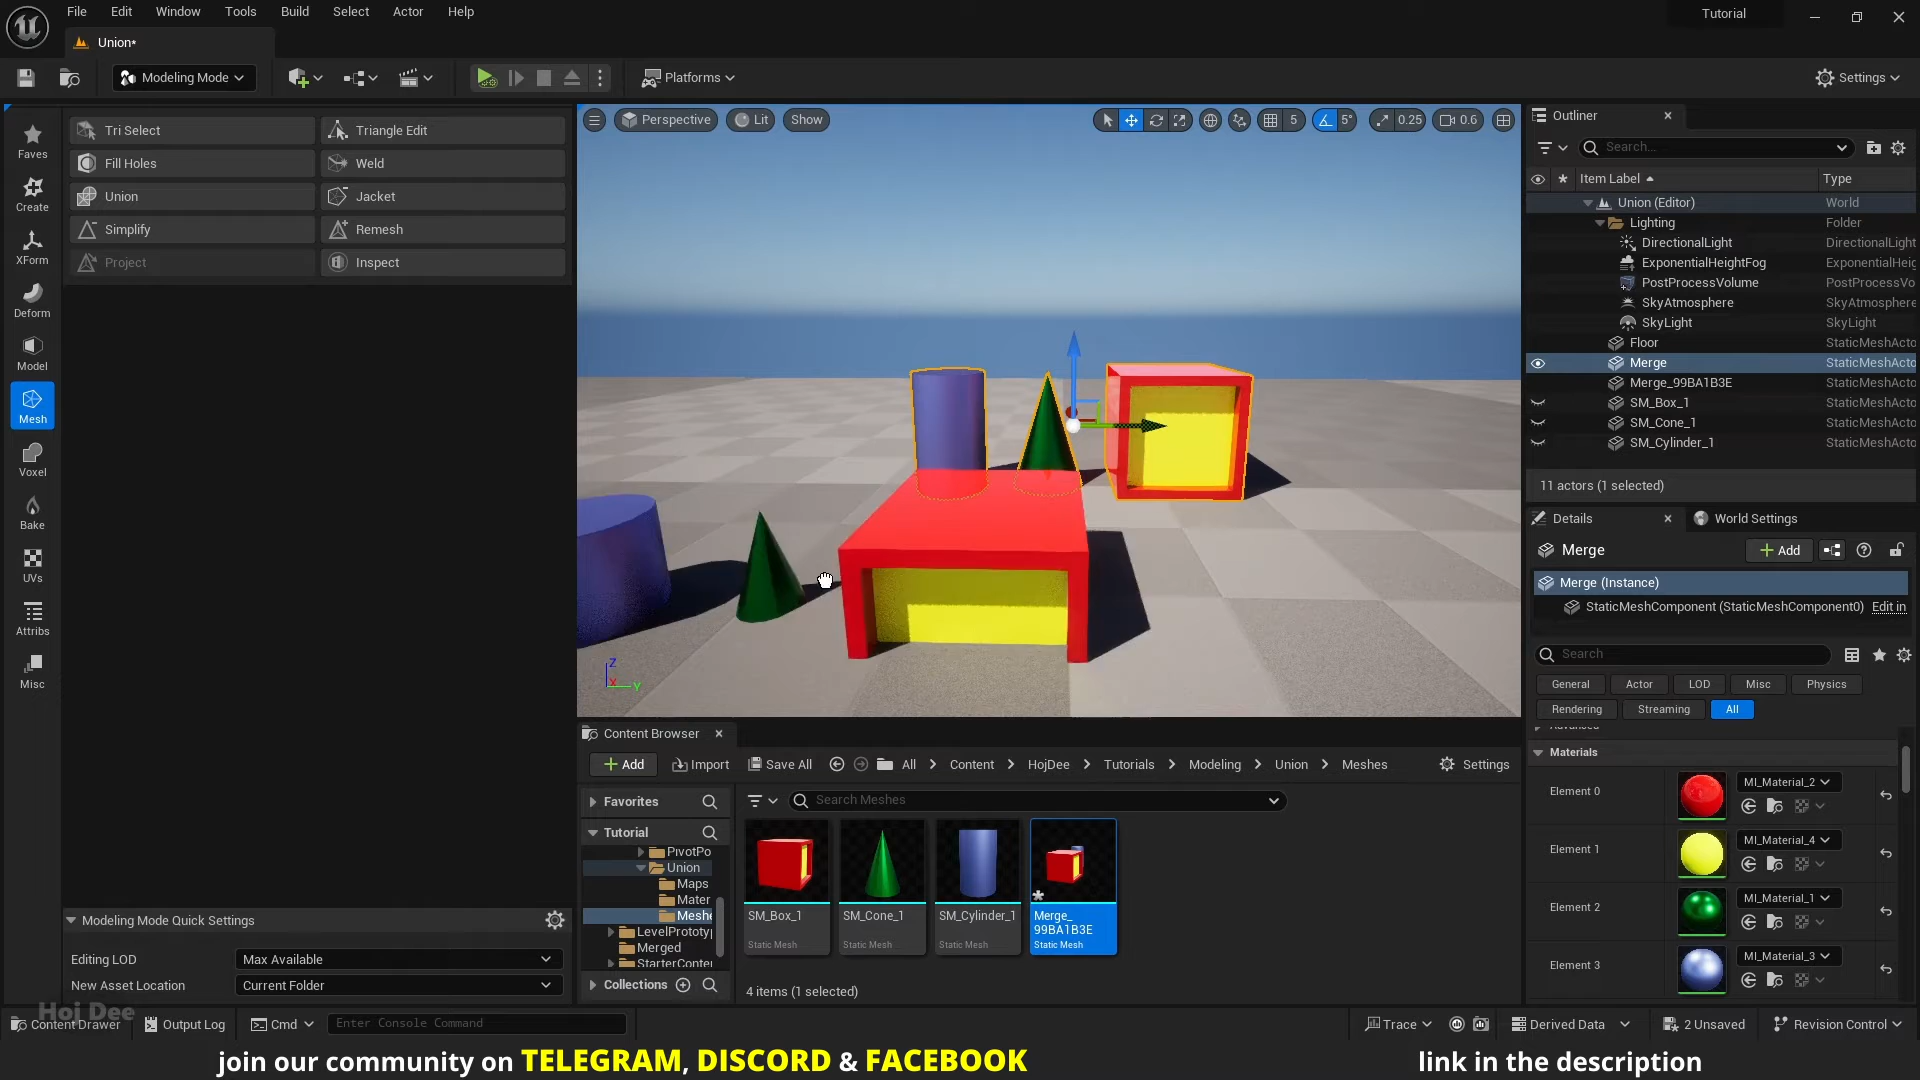 File Edit Window Tools Build Select Actor Help
Tutorial
Union*
Modeling Mode
Platforms
Settings
Faves
Create
XForm
Deform
Model
Mesh
Voxel
Bake
UVs
Attribs
Misc
Tri Select
Triangle Edit
Fill Holes
Weld
Union
Jacket
Simplify
Remesh
Project
Inspect
Modeling Mode Quick Settings
Editing LOD
Max Available
New Asset Location
Current Folder
Perspective
Lit
Show
5
5°
0.25
0.6
Z
X
Y
Outliner
Search...
Item Label
Type
Union (Editor) World
Lighting Folder
DirectionalLight DirectionalLight
ExponentialHeightFog ExponentialHeig
PostProcessVolume PostProcessVo
SkyAtmosphere SkyAtmosphere
SkyLight SkyLight
Floor StaticMeshActo
Merge StaticMeshActo
Merge_99BA1B3E StaticMeshActo
SM_Box_1 StaticMeshActo
SM_Cone_1 StaticMeshActo
SM_Cylinder_1 StaticMeshActo
11 actors (1 selected)
Details
World Settings
Merge
Add
Merge (Instance)
StaticMeshComponent (StaticMeshComponent0) Edit in
Search
General Actor LOD Misc Physics
Rendering Streaming All
Advanced
Materials
Element 0
MI_Material_2
Element 1
MI_Material_4
Element 2
MI_Material_1
Element 3
MI_Material_3
Content Browser
Add
Import
Save All
All
Content
HojDee
Tutorials
Modeling
Union
Meshes
Settings
Favorites
Search Meshes
Tutorial
PivotPo
Union
Maps
Mater
Meshe
LevelPrototyp
Merged
StarterConter
Collections
SM_Box_1
Static Mesh
SM_Cone_1
Static Mesh
SM_Cylinder_1
Static Mesh
Merge_
99BA1B3E
Static Mesh
4 items (1 selected)
Hoj Dee
Content Drawer
Output Log
Cmd
Enter Console Command
Trace
Derived Data
2 Unsaved
Revision Control
join our community on TELEGRAM, DISCORD & FACEBOOK
link in the description